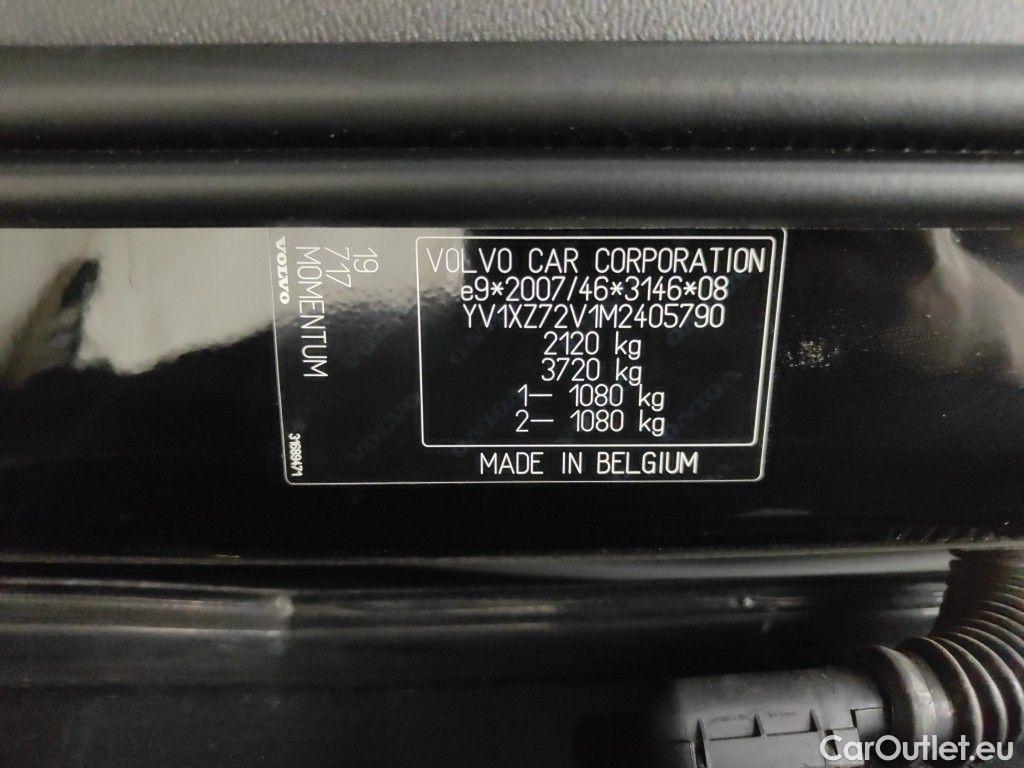 VOLVO CAR CORPORATION
e9*2007/46*3146*08
YV1XZ72V1M2405790
2120 kg
3720 kg
1– 1080 kg
2– 1080 kg
MADE IN BELGIUM
19
717
MOMENTUM
VOLVO
31689471
CarOutlet.eu